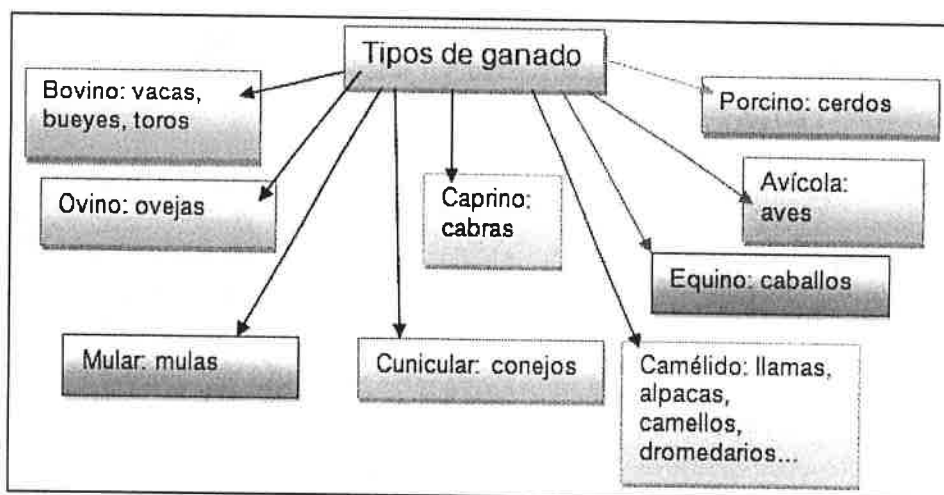 Tipos de ganado
Bovino: vacas,
bueyes, toros
Porcino: cerdos
Ovino: ovejas
Caprino:
cabras
Avícola:
aves
Equino: caballos
Mular: mulas
Cunicular: conejos
Camélido: llamas,
alpacas,
camellos,
dromedarios...